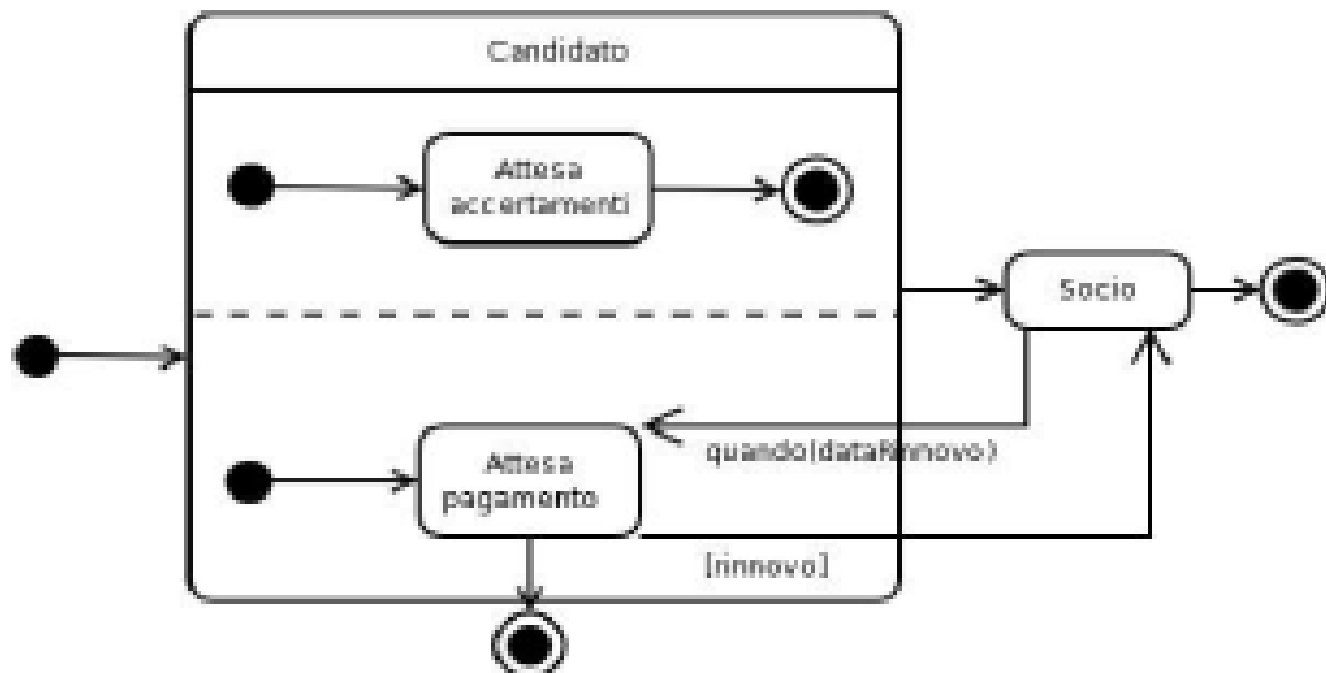 Candidato
Attesa
accertamenti
Socio
quando(dataRinnovo)
Attesa
pagamento
[rinnovo]